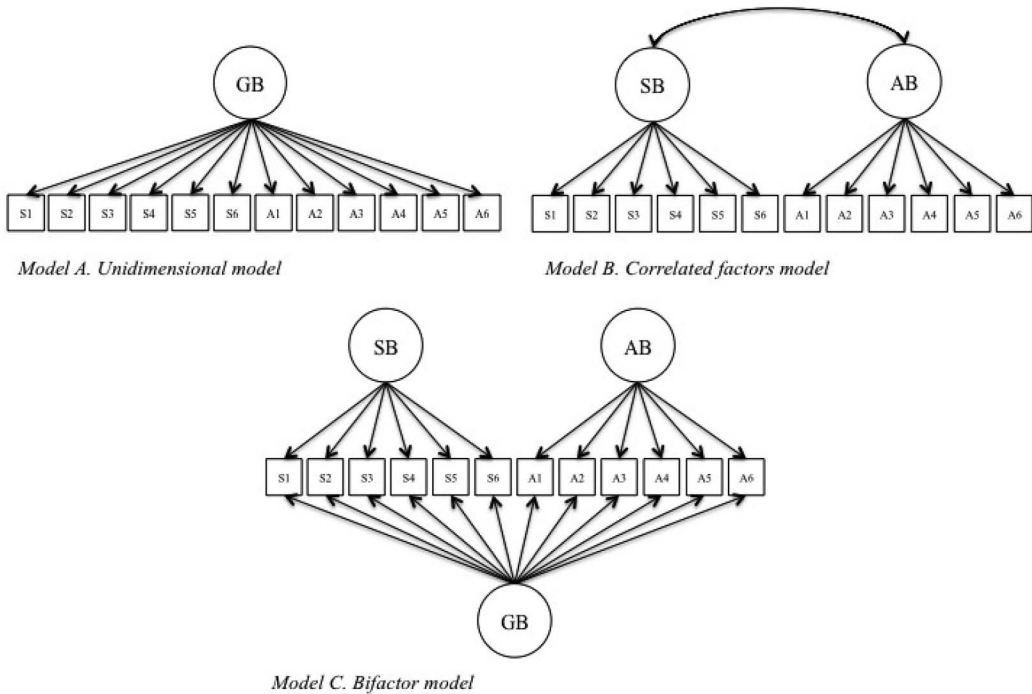 GB
S1 S2 S3 S4 S5 S6 A1 A2 A3 A4 A5 A6
Model A. Unidimensional model
SB AB
S1 S2 S3 S4 S5 S6 A1 A2 A3 A4 A5 A6
Model B. Correlated factors model
SB AB
S1 S2 S3 S4 S5 S6 A1 A2 A3 A4 A5 A6
GB
Model C. Bifactor model